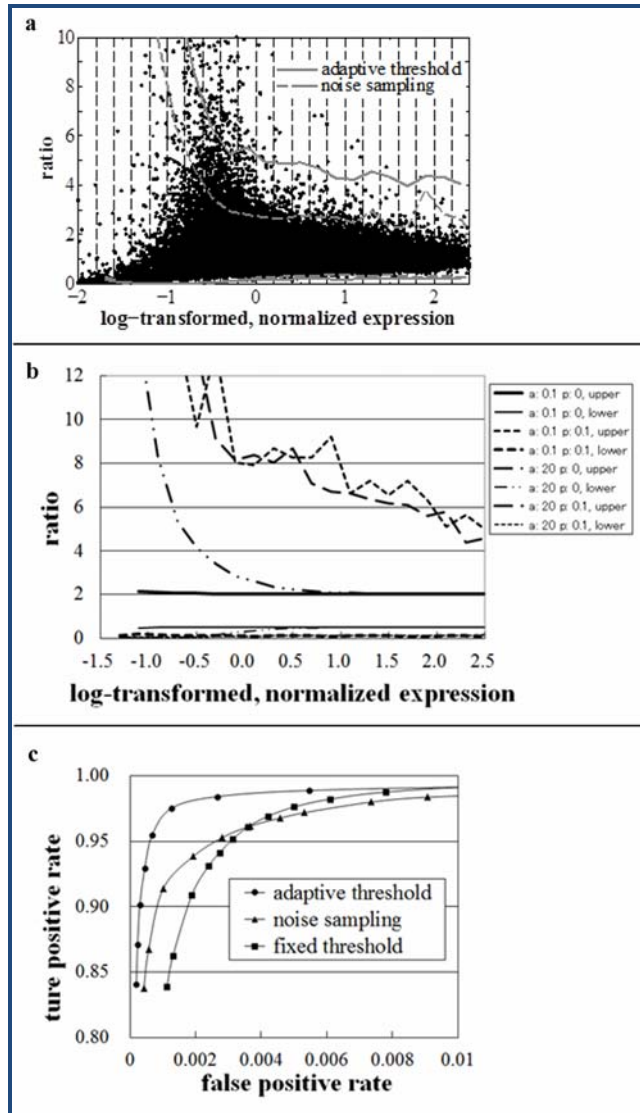 a
10
8
6
4
2
0
ratio
adaptive threshold
noise sampling
−2
−1
0
1
2
log−transformed, normalized expression
b
12
10
8
6
4
2
0
ratio
-1.5
-1.0
-0.5
0.0
0.5
1.0
1.5
2.0
2.5
log-transformed, normalized expression
a: 0.1 p: 0, upper
a: 0.1 p: 0, lower
a: 0.1 p: 0.1, upper
a: 0.1 p: 0.1, lower
a: 20 p: 0, upper
a: 20 p: 0, lower
a: 20 p: 0.1, upper
a: 20 p: 0.1, lower
c
1.00
0.95
0.90
0.85
0.80
ture positive rate
adaptive threshold
noise sampling
fixed threshold
0
0.002
0.004
0.006
0.008
0.01
false positive rate